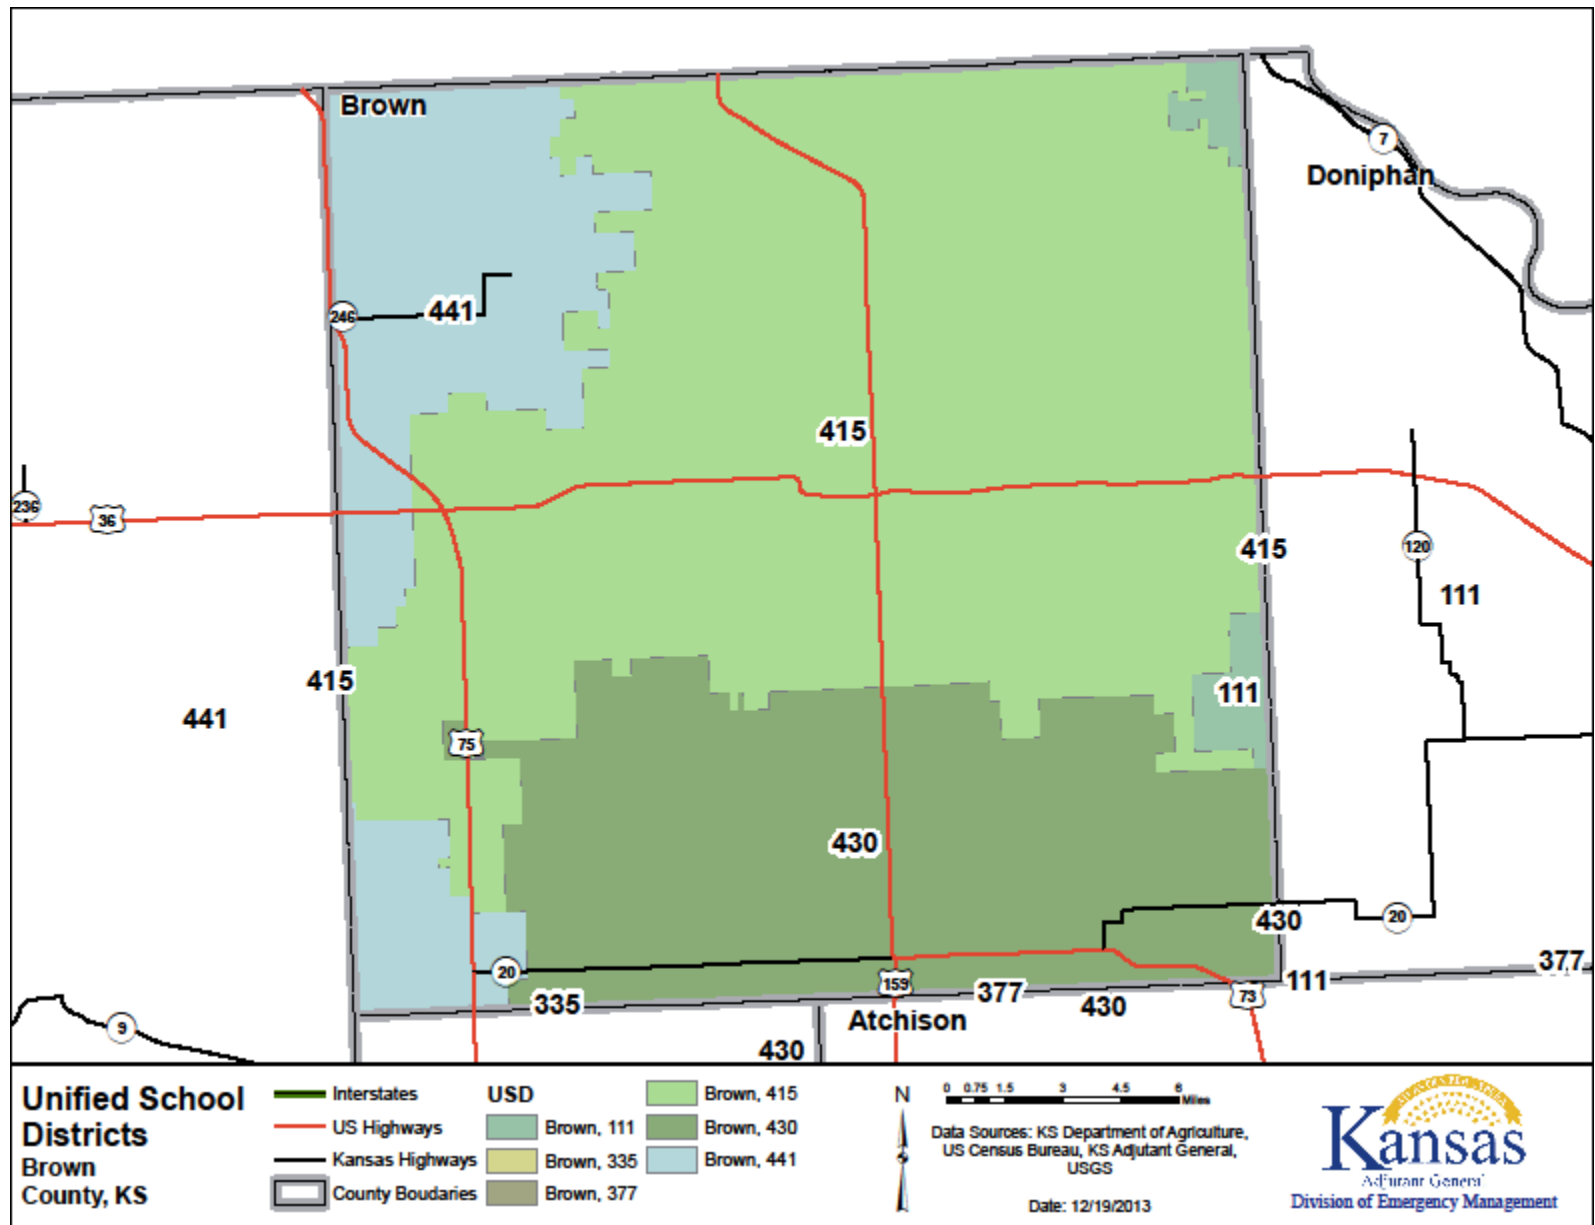 Brown
7
Doniphan
246
441
415
236
36
415
120
111
415
111
441
75
430
430
20
377
20
111
159
377
73
335
430
9
Atchison
430
Unified School
Districts
Brown
County, KS
Interstates
US Highways
Kansas Highways
County Boudaries
USD
Brown, 111
Brown, 335
Brown, 377
Brown, 415
Brown, 430
Brown, 441
N
0 0.75 1.5 3 4.5 6
Miles
Data Sources: KS Department of Agriculture,
US Census Bureau, KS Adjutant General,
USGS
Date: 12/19/2013
Kansas
Adjutant General
Division of Emergency Management